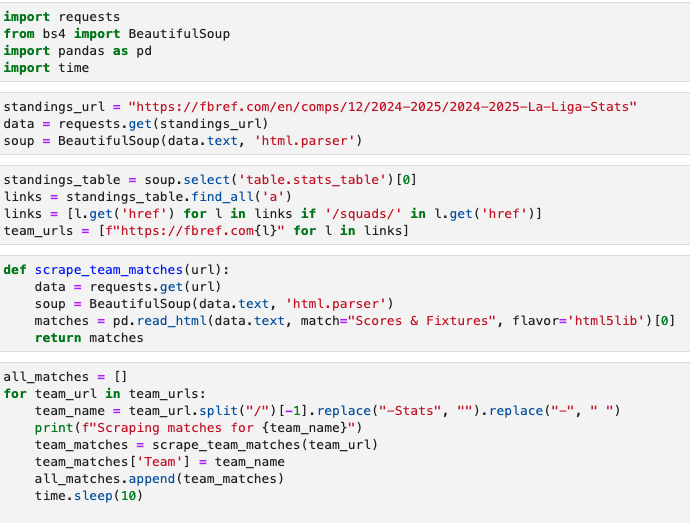 import requests
from bs4 import BeautifulSoup
import pandas as pd
import time
standings_url = "https://fbref.com/en/comps/12/2024-2025/2024-2025-La-Liga-Stats"
data = requests.get(standings_url)
soup = BeautifulSoup(data.text, 'html.parser')
standings_table = soup.select('table.stats_table')[0]
links = standings_table.find_all('a')
links = [l.get('href') for l in links if '/squads/' in l.get('href')]
team_urls = [f"https://fbref.com{l}" for l in links]
def scrape_team_matches(url):
    data = requests.get(url)
    soup = BeautifulSoup(data.text, 'html.parser')
    matches = pd.read_html(data.text, match="Scores & Fixtures", flavor='html5lib')[0]
    return matches
all_matches = []
for team_url in team_urls:
    team_name = team_url.split("/")[-1].replace("-Stats", "").replace("-", " ")
    print(f"Scraping matches for {team_name}")
    team_matches = scrape_team_matches(team_url)
    team_matches['Team'] = team_name
    all_matches.append(team_matches)
    time.sleep(10)